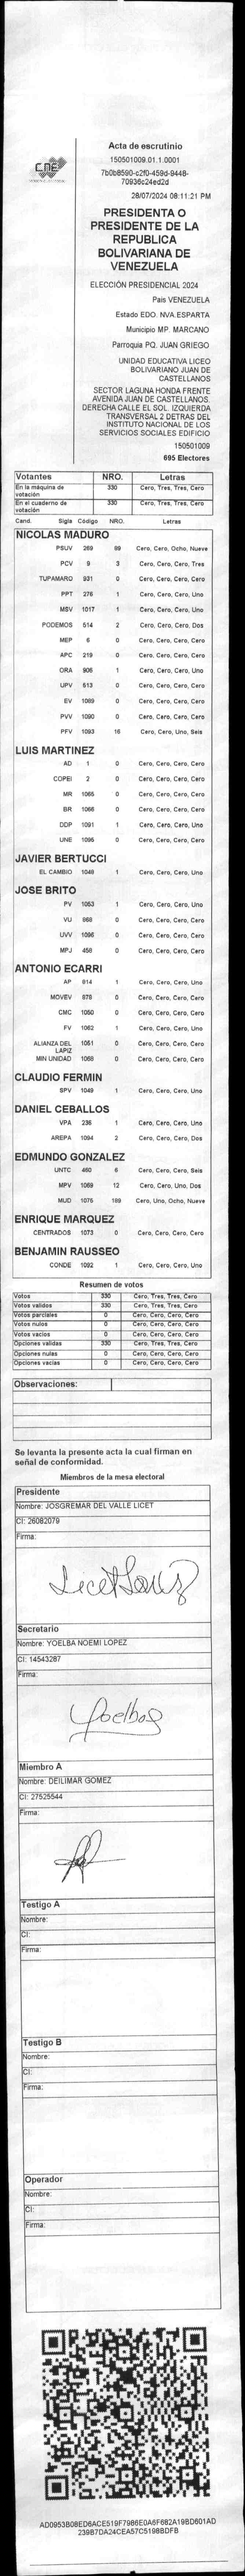 Acta de escrutinio
150501009.01.1.0001
7b0b8590-c2f0-459d-9448-
70936c24ed2d
28/07/2024 08:11:21 PM
PRESIDENTA O
PRESIDENTE DE LA
REPUBLICA
BOLIVARIANA DE
VENEZUELA
CNE
ELECCIÓN PRESIDENCIAL 2024
Pais VENEZUELA
Estado EDO. NVA.ESPARTA
Municipio MP. MARCANO
Parroquia PQ. JUAN GRIEGO
UNIDAD EDUCATIVA LICEO
BOLIVARIANO JUAN DE
CASTELLANOS
SECTOR LAGUNA HONDA FRENTE
AVENIDA JUAN DE CASTELLANOS.
DERECHA CALLE EL SOL. IZQUIERDA
TRANSVERSAL 2 DETRAS DEL
INSTITUTO NACIONAL DE LOS
SERVICIOS SOCIALES EDIFICIO
150501009
695 Electores
Votantes NRO. Letras
En la máquina de votación 330 Cero, Tres, Tres, Cero
En el cuaderno de votación 330 Cero, Tres, Tres, Cero
Cand. Sigla Código NRO. Letras
NICOLAS MADURO
PSUV 269 89 Cero, Cero, Ocho, Nueve
PCV 9 3 Cero, Cero, Cero, Tres
TUPAMARO 931 0 Cero, Cero, Cero, Cero
PPT 276 1 Cero, Cero, Cero, Uno
MSV 1017 1 Cero, Cero, Cero, Uno
PODEMOS 514 2 Cero, Cero, Cero, Dos
MEP 6 0 Cero, Cero, Cero, Cero
APC 219 0 Cero, Cero, Cero, Cero
ORA 906 1 Cero, Cero, Cero, Uno
UPV 513 0 Cero, Cero, Cero, Cero
EV 1089 0 Cero, Cero, Cero, Cero
PVV 1090 0 Cero, Cero, Cero, Cero
PFV 1093 16 Cero, Cero, Uno, Seis
LUIS MARTINEZ
AD 1 0 Cero, Cero, Cero, Cero
COPEI 2 0 Cero, Cero, Cero, Cero
MR 1065 0 Cero, Cero, Cero, Cero
BR 1066 0 Cero, Cero, Cero, Cero
DDP 1091 1 Cero, Cero, Cero, Uno
UNE 1095 0 Cero, Cero, Cero, Cero
JAVIER BERTUCCI
EL CAMBIO 1048 1 Cero, Cero, Cero, Uno
JOSE BRITO
PV 1053 1 Cero, Cero, Cero, Uno
VU 868 0 Cero, Cero, Cero, Cero
UVV 1096 0 Cero, Cero, Cero, Cero
MPJ 458 0 Cero, Cero, Cero, Cero
ANTONIO ECARRI
AP 914 1 Cero, Cero, Cero, Uno
MOVEV 878 0 Cero, Cero, Cero, Cero
CMC 1050 0 Cero, Cero, Cero, Cero
FV 1062 1 Cero, Cero, Cero, Uno
ALIANZA DEL LAPIZ 1051 0 Cero, Cero, Cero, Cero
MIN UNIDAD 1068 0 Cero, Cero, Cero, Cero
CLAUDIO FERMIN
SPV 1049 1 Cero, Cero, Cero, Uno
DANIEL CEBALLOS
VPA 236 1 Cero, Cero, Cero, Uno
AREPA 1094 2 Cero, Cero, Cero, Dos
EDMUNDO GONZALEZ
UNTC 460 6 Cero, Cero, Cero, Seis
MPV 1069 12 Cero, Cero, Uno, Dos
MUD 1075 189 Cero, Uno, Ocho, Nueve
ENRIQUE MARQUEZ
CENTRADOS 1073 0 Cero, Cero, Cero, Cero
BENJAMIN RAUSSEO
CONDE 1092 1 Cero, Cero, Cero, Uno
Resumen de votos
Votos 330 Cero, Tres, Tres, Cero
Votos validos 330 Cero, Tres, Tres, Cero
Votos parciales 0 Cero, Cero, Cero, Cero
Votos nulos 0 Cero, Cero, Cero, Cero
Votos vacios 0 Cero, Cero, Cero, Cero
Opciones validas 330 Cero, Tres, Tres, Cero
Opciones nulas 0 Cero, Cero, Cero, Cero
Opciones vacias 0 Cero, Cero, Cero, Cero
Observaciones:
Se levanta la presente acta la cual firman en
señal de conformidad.
Miembros de la mesa electoral
Presidente
Nombre: JOSGREMAR DEL VALLE LICET
CI: 26082079
Firma:
Secretario
Nombre: YOELBA NOEMI LOPEZ
CI: 14543287
Firma:
Yoelba
Miembro A
Nombre: DEILIMAR GOMEZ
CI: 27525544
Firma:
Testigo A
Nombre:
CI:
Firma:
Testigo B
Nombre:
CI:
Firma:
Operador
Nombre:
CI:
Firma:
AD0953B08ED6ACE519F7986E0A6F682A19BD601AD
239B7DA24CEA57C5198BDFB